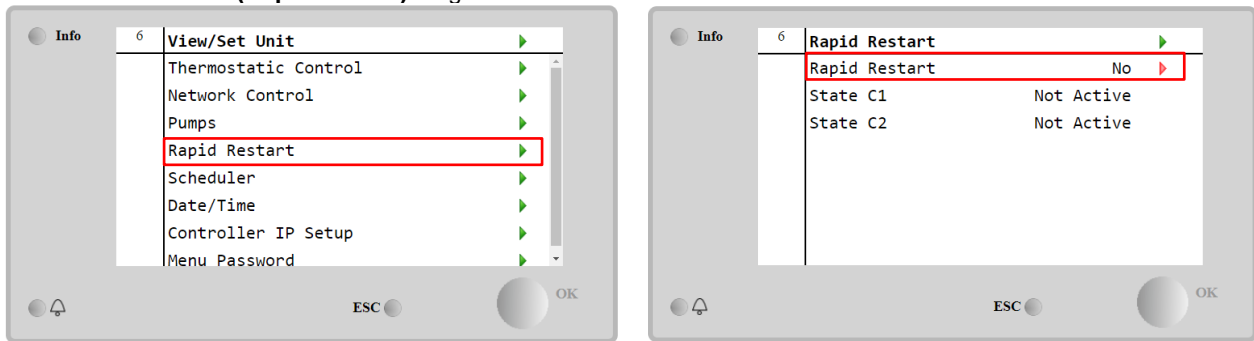 Info
6 View/Set Unit
Thermostatic Control
Network Control
Pumps
Rapid Restart
Scheduler
Date/Time
Controller IP Setup
Menu Password
ESC
OK
Info
6 Rapid Restart
Rapid Restart No
State C1 Not Active
State C2 Not Active
ESC
OK